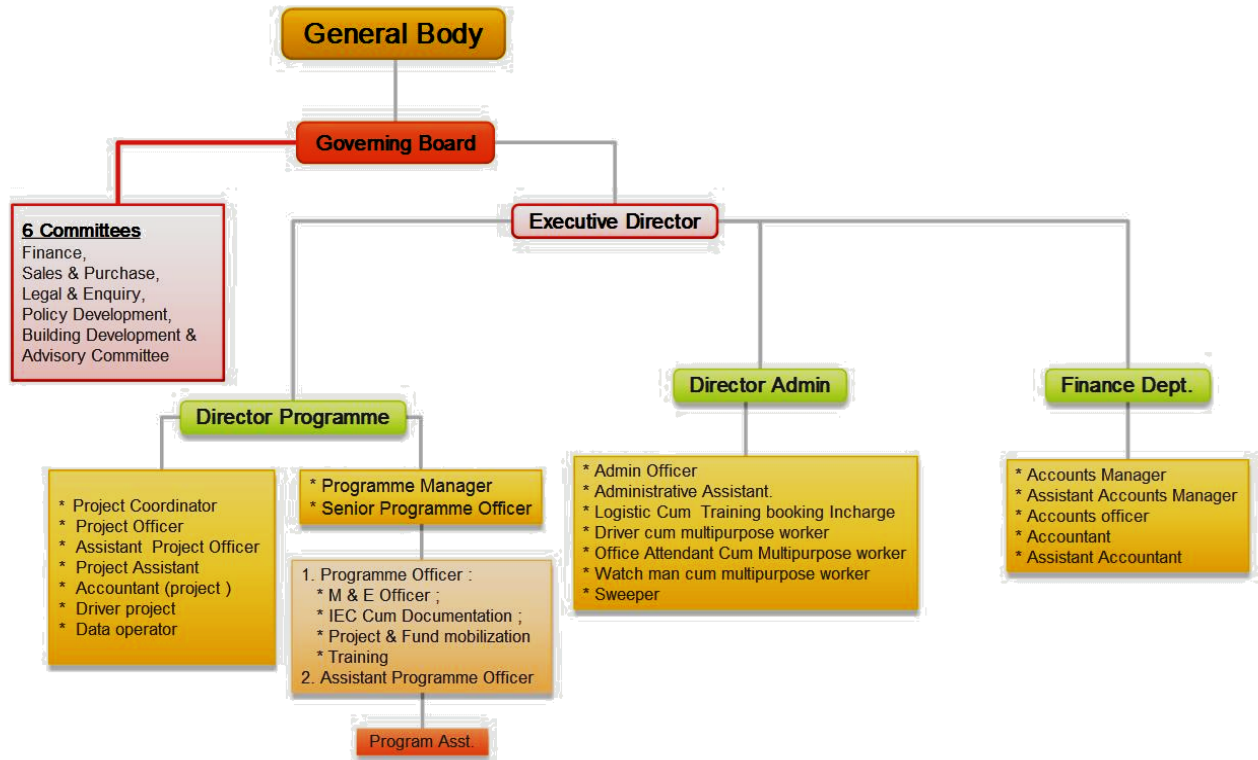 General Body
Governing Board
6 Committees
Finance,
Sales & Purchase,
Legal & Enquiry,
Policy Development,
Building Development &
Advisory Committee
Executive Director
Director Programme
Director Admin
Finance Dept.
* Project Coordinator
* Project Officer
* Assistant Project Officer
* Project Assistant
* Accountant (project )
* Driver project
* Data operator
* Programme Manager
* Senior Programme Officer
1. Programme Officer :
* M & E Officer ;
* IEC Cum Documentation ;
* Project & Fund mobilization
* Training
2. Assistant Programme Officer
Program Asst.
* Admin Officer
* Administrative Assistant.
* Logistic Cum Training booking Incharge
* Driver cum multipurpose worker
* Office Attendant Cum Multipurpose worker
* Watch man cum multipurpose worker
* Sweeper
* Accounts Manager
* Assistant Accounts Manager
* Accounts officer
* Accountant
* Assistant Accountant